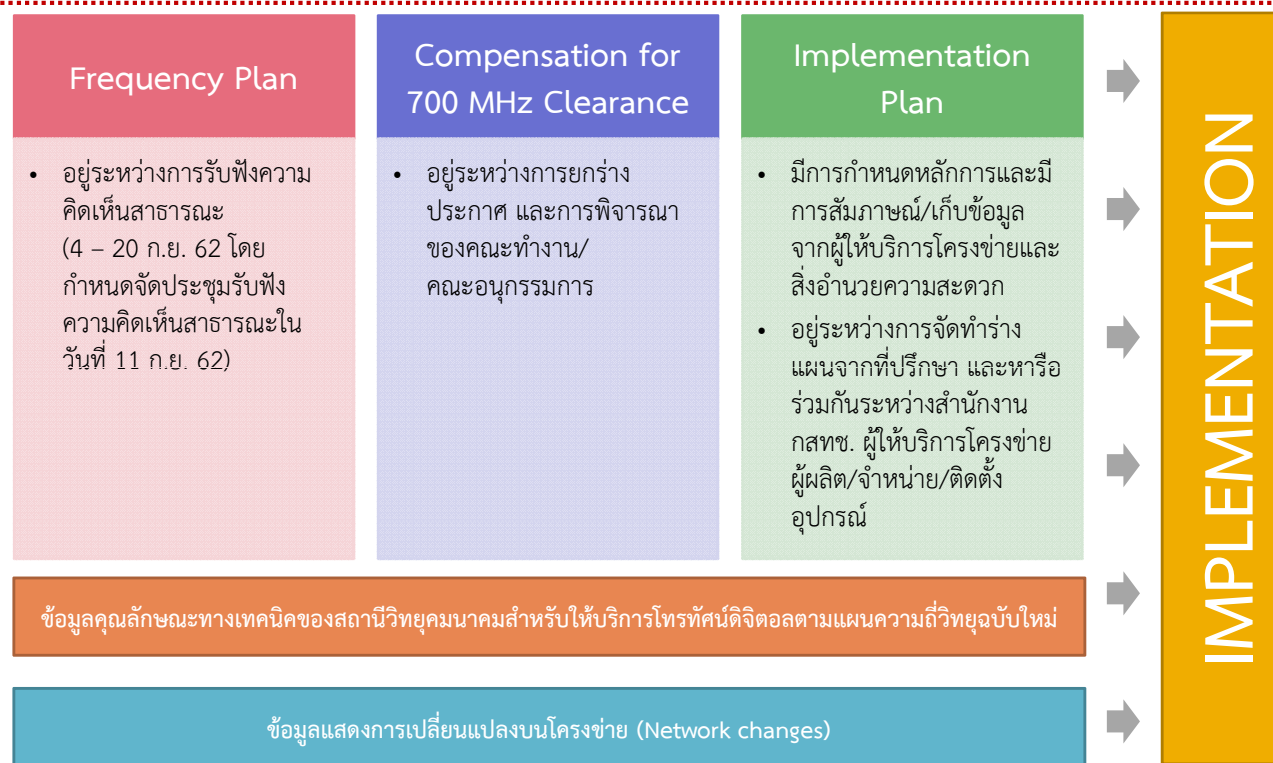 Frequency Plan
• อยู่ระหว่างการรับฟังความ
คิดเห็นสาธารณะ
(4 – 20 ก.ย. 62 โดย
กำหนดจัดประชุมรับฟัง
ความคิดเห็นสาธารณะใน
วันที่ 11 ก.ย. 62)
Compensation for
700 MHz Clearance
• อยู่ระหว่างการยกร่าง
ประกาศ และการพิจารณา
ของคณะทำงาน/
คณะอนุกรรมการ
Implementation
Plan
• มีการกำหนดหลักการและมี
การสัมภาษณ์/เก็บข้อมูล
จากผู้ให้บริการโครงข่ายและ
สิ่งอำนวยความสะดวก
• อยู่ระหว่างการจัดทำร่าง
แผนจากที่ปรึกษา และหารือ
ร่วมกันระหว่างสำนักงาน
กสทช. ผู้ให้บริการโครงข่าย
ผู้ผลิต/จำหน่าย/ติดตั้ง
อุปกรณ์
ข้อมูลคุณลักษณะทางเทคนิคของสถานีวิทยุคมนาคมสำหรับให้บริการโทรทัศน์ดิจิตอลตามแผนความถี่วิทยุฉบับใหม่
ข้อมูลแสดงการเปลี่ยนแปลงบนโครงข่าย (Network changes)
IMPLEMENTATION